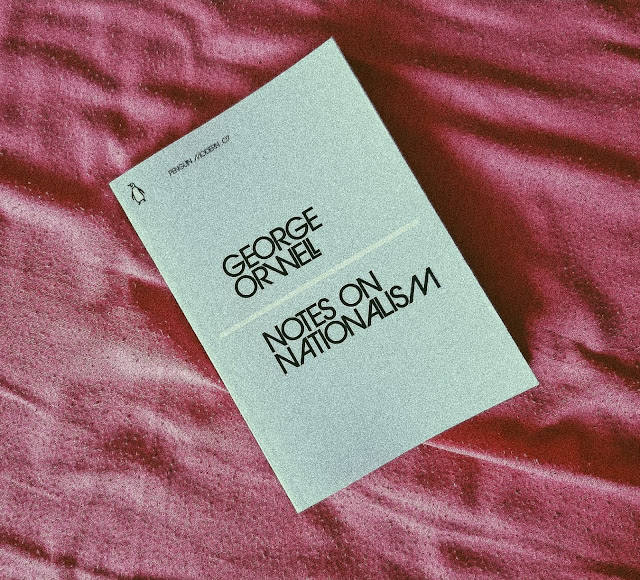 PENGUIN MODERN · 07
GEORGE
ORWELL
NOTES ON
NATIONALISM